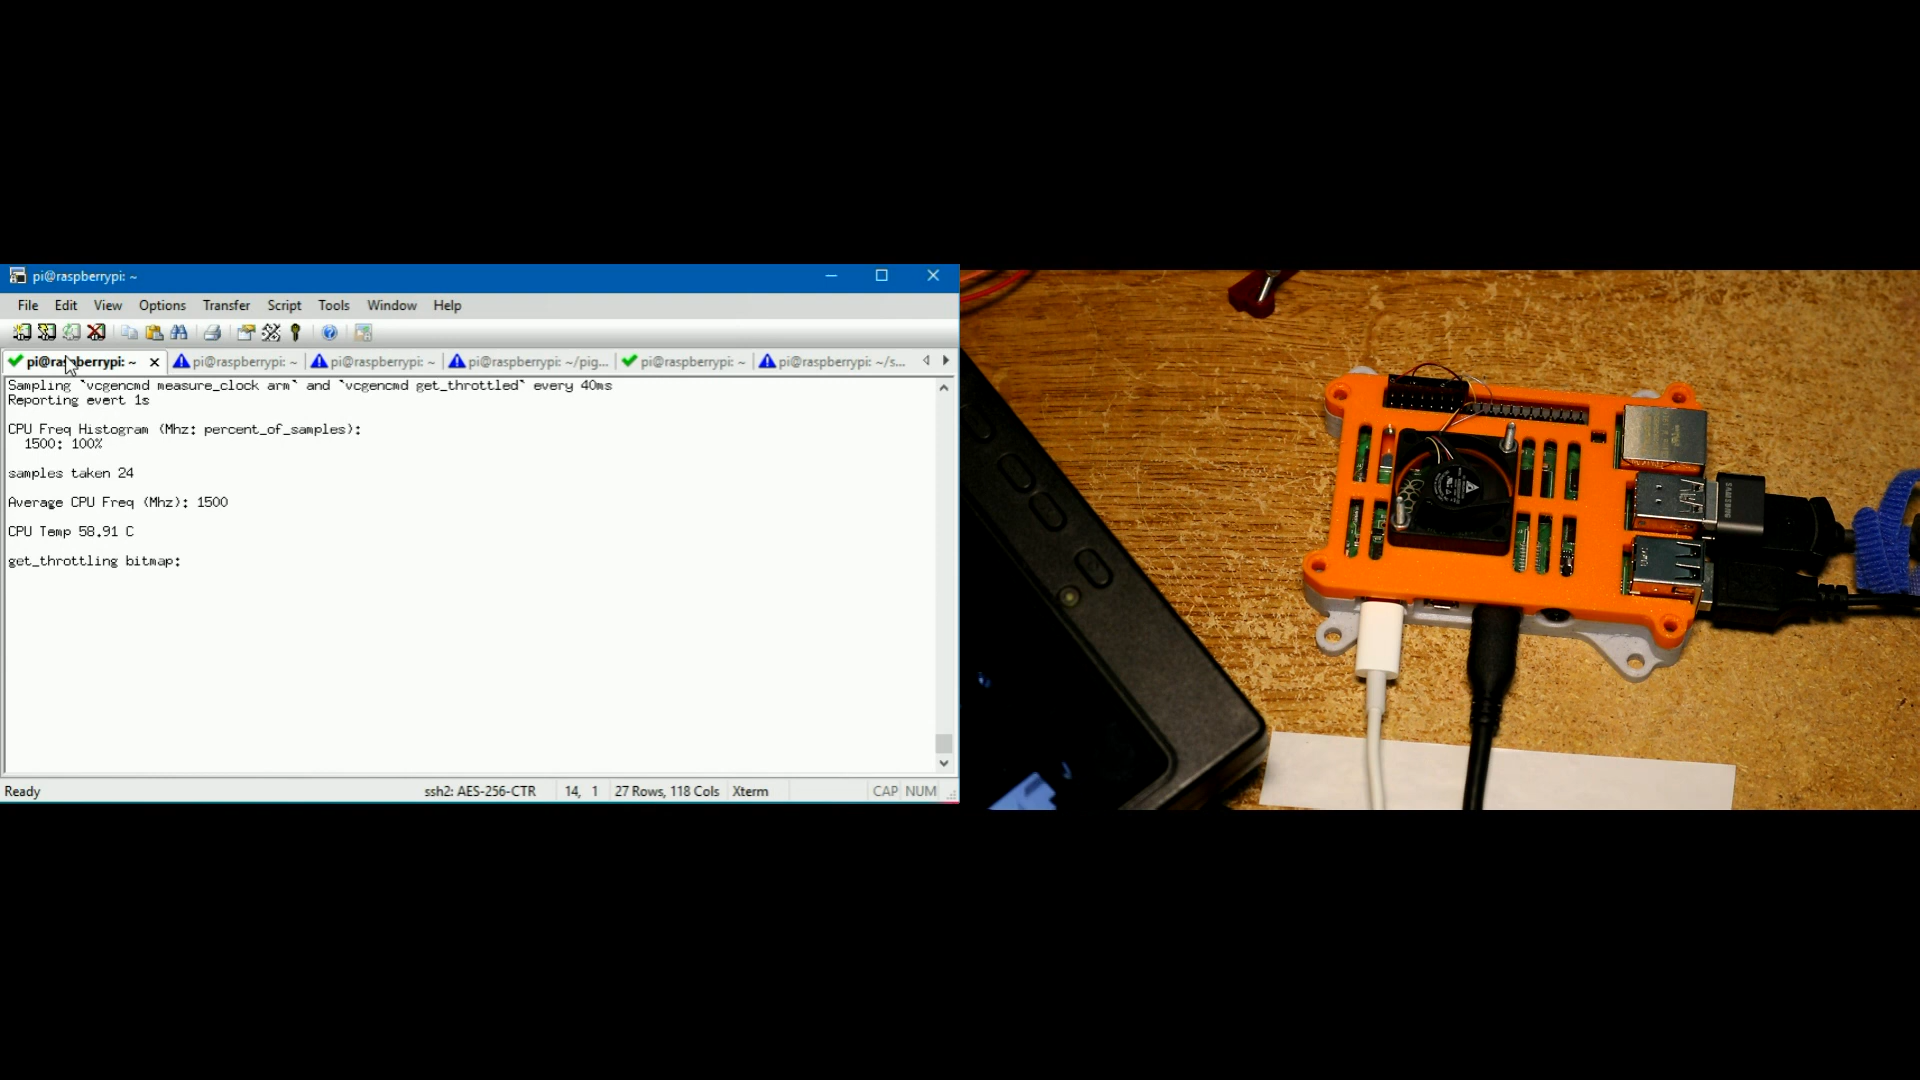 pi@raspberrypi: ~
File Edit View Options Transfer Script Tools Window Help
pi@raspberrypi: ~ pi@raspberrypi: ~ pi@raspberrypi: ~ pi@raspberrypi: ~/pig... pi@raspberrypi: ~ pi@raspberrypi: ~/s...
Sampling `vcgencmd measure_clock arm` and `vcgencmd get_throttled` every 40ms
Reporting evert 1s
CPU Freq Histogram (Mhz: percent_of_samples):
1500: 100%
samples taken 24
Average CPU Freq (Mhz): 1500
CPU Temp 58.91 C
get_throttling bitmap:
Ready ssh2: AES-256-CTR 14, 1 27 Rows, 118 Cols Xterm CAP NUM
SAMSUNG